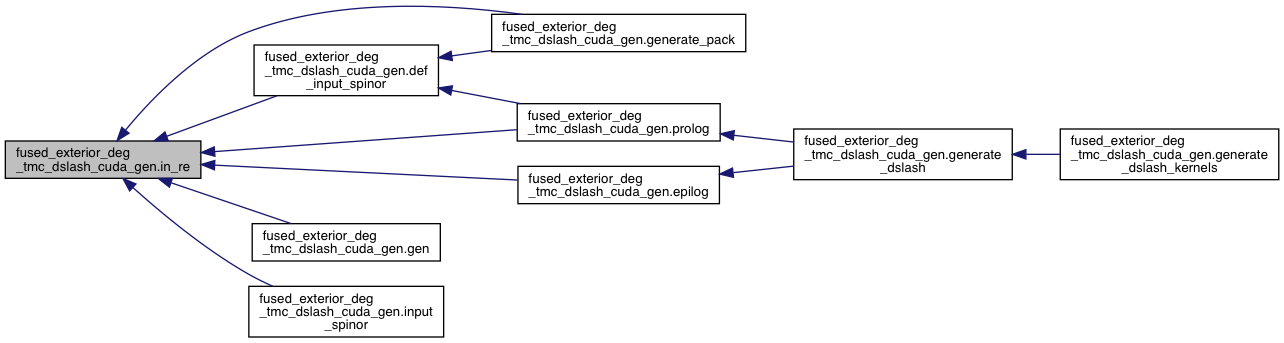 fused_exterior_deg
_tmc_dslash_cuda_gen.in_re
fused_exterior_deg
_tmc_dslash_cuda_gen.generate_pack
fused_exterior_deg
_tmc_dslash_cuda_gen.def
_input_spinor
fused_exterior_deg
_tmc_dslash_cuda_gen.prolog
fused_exterior_deg
_tmc_dslash_cuda_gen.epilog
fused_exterior_deg
_tmc_dslash_cuda_gen.generate
_dslash
fused_exterior_deg
_tmc_dslash_cuda_gen.generate
_dslash_kernels
fused_exterior_deg
_tmc_dslash_cuda_gen.gen
fused_exterior_deg
_tmc_dslash_cuda_gen.input
_spinor